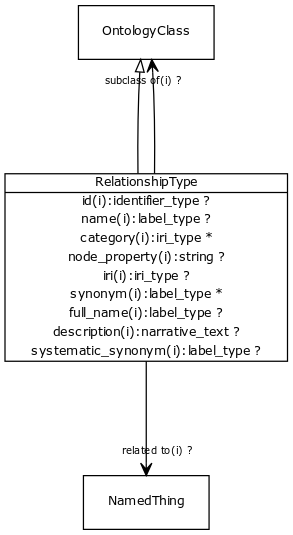 OntologyClass
subclass of(i) ?
RelationshipType
id(i):identifier_type ?
name(i):label_type ?
category(i):iri_type *
node_property(i):string ?
iri(i):iri_type ?
synonym(i):label_type *
full_name(i):label_type ?
description(i):narrative_text ?
systematic_synonym(i):label_type ?
related to(i) ?
NamedThing